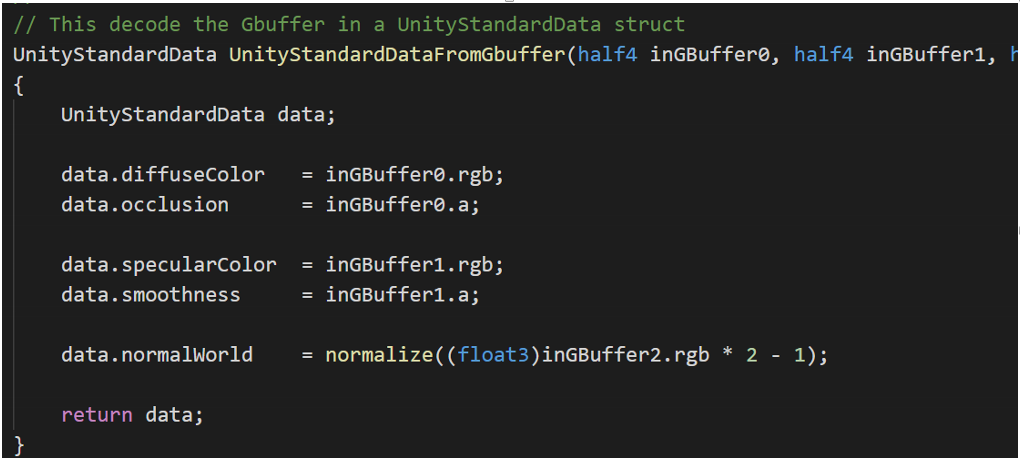 // This decode the Gbuffer in a UnityStandardData struct
UnityStandardData UnityStandardDataFromGbuffer(half4 inGBuffer0, half4 inGBuffer1, h
{
    UnityStandardData data;

    data.diffuseColor   = inGBuffer0.rgb;
    data.occlusion      = inGBuffer0.a;

    data.specularColor  = inGBuffer1.rgb;
    data.smoothness     = inGBuffer1.a;

    data.normalWorld    = normalize((float3)inGBuffer2.rgb * 2 - 1);

    return data;
}